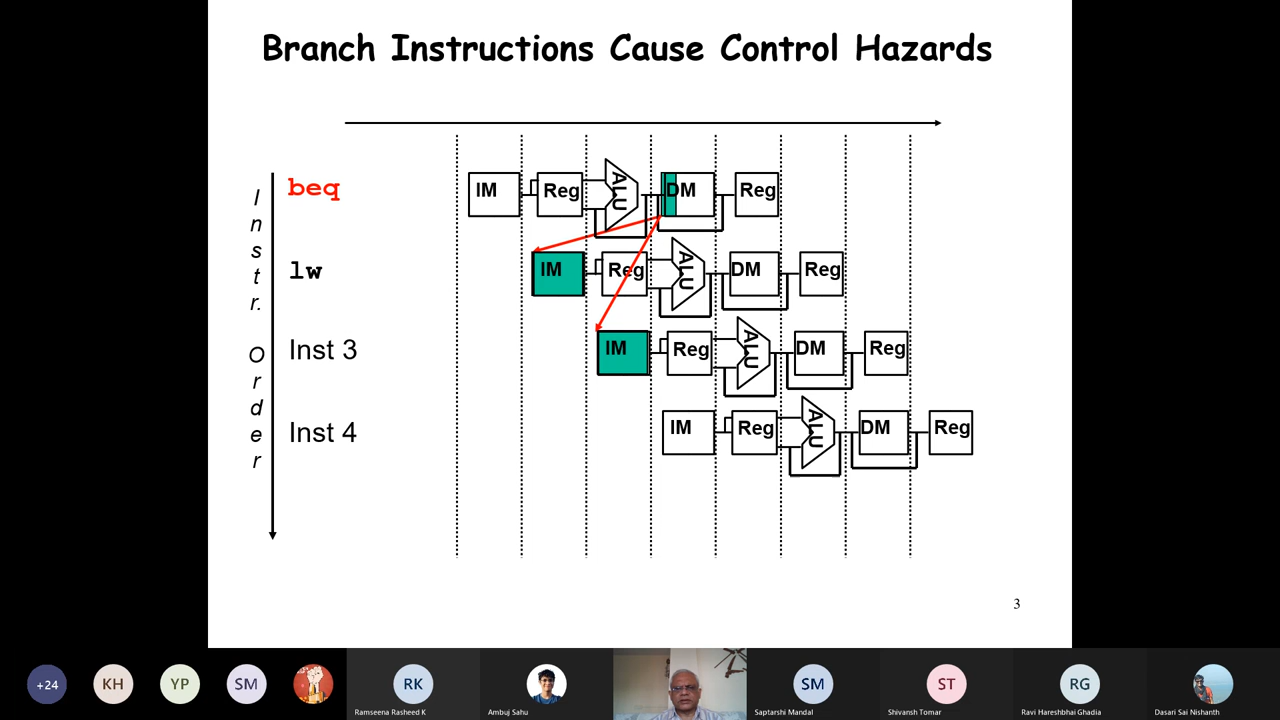 Branch Instructions Cause Control Hazards
Instr. Order
beq
IM Reg ALU DM Reg
lw
IM Reg ALU DM Reg
Inst 3
IM Reg ALU DM Reg
Inst 4
IM Reg ALU DM Reg
3
+24 KH YP SM RK SM ST RG
Ramseena Rasheed K Ambuj Sahu Saptarshi Mandal Shivansh Tomar Ravi Hareshbhai Ghadia Dasari Sai Nishanth